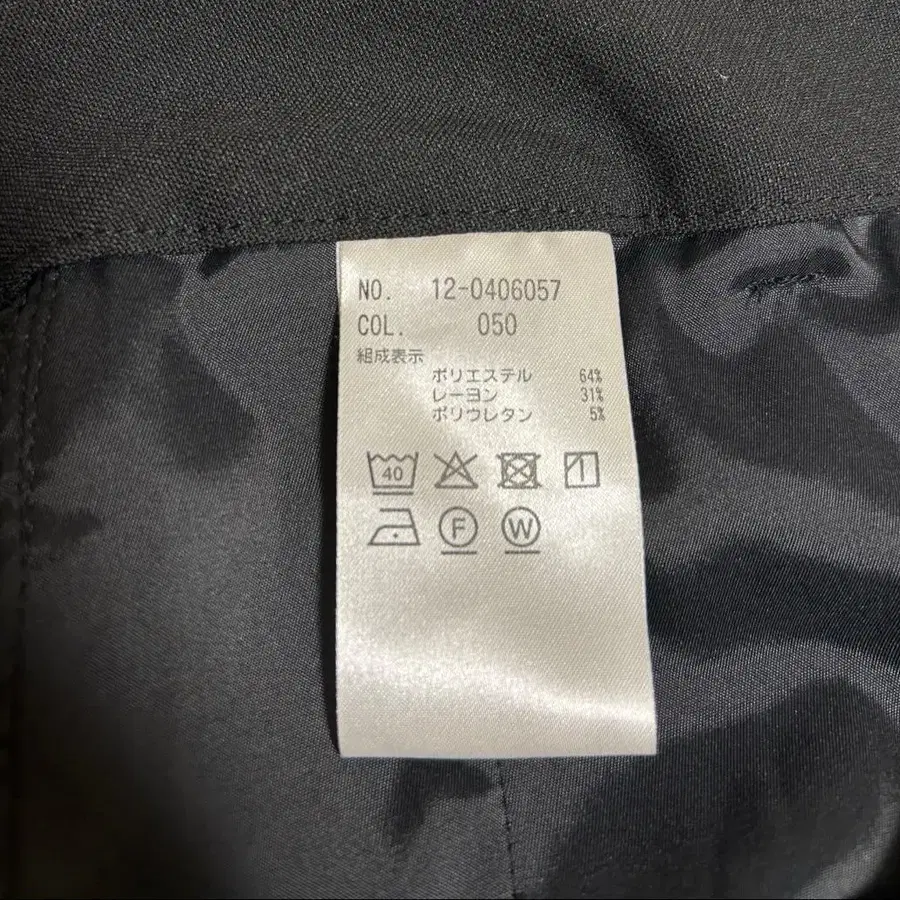 NO. 12-0406057
COL. 050
組成表示
ポリエステル 64%
レーヨン 31%
ポリウレタン 5%
40
F W